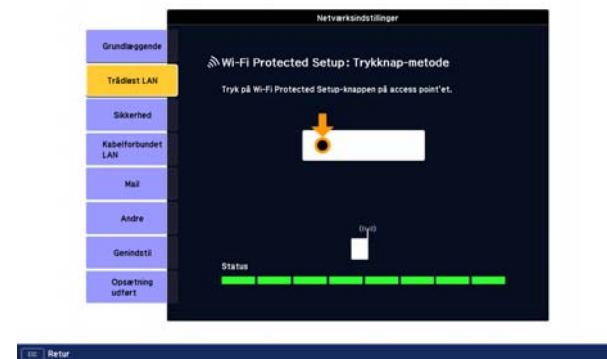 Netværksindstillinger
Grundlæggende
Trådløst LAN
Sikkerhed
Kabelforbundet
LAN
Mail
Andre
Genindstil
Opsætning
udført
Wi-Fi Protected Setup: Trykknap-metode
Tryk på Wi-Fi Protected Setup-knappen på access point'et.
Status
Esc Retur